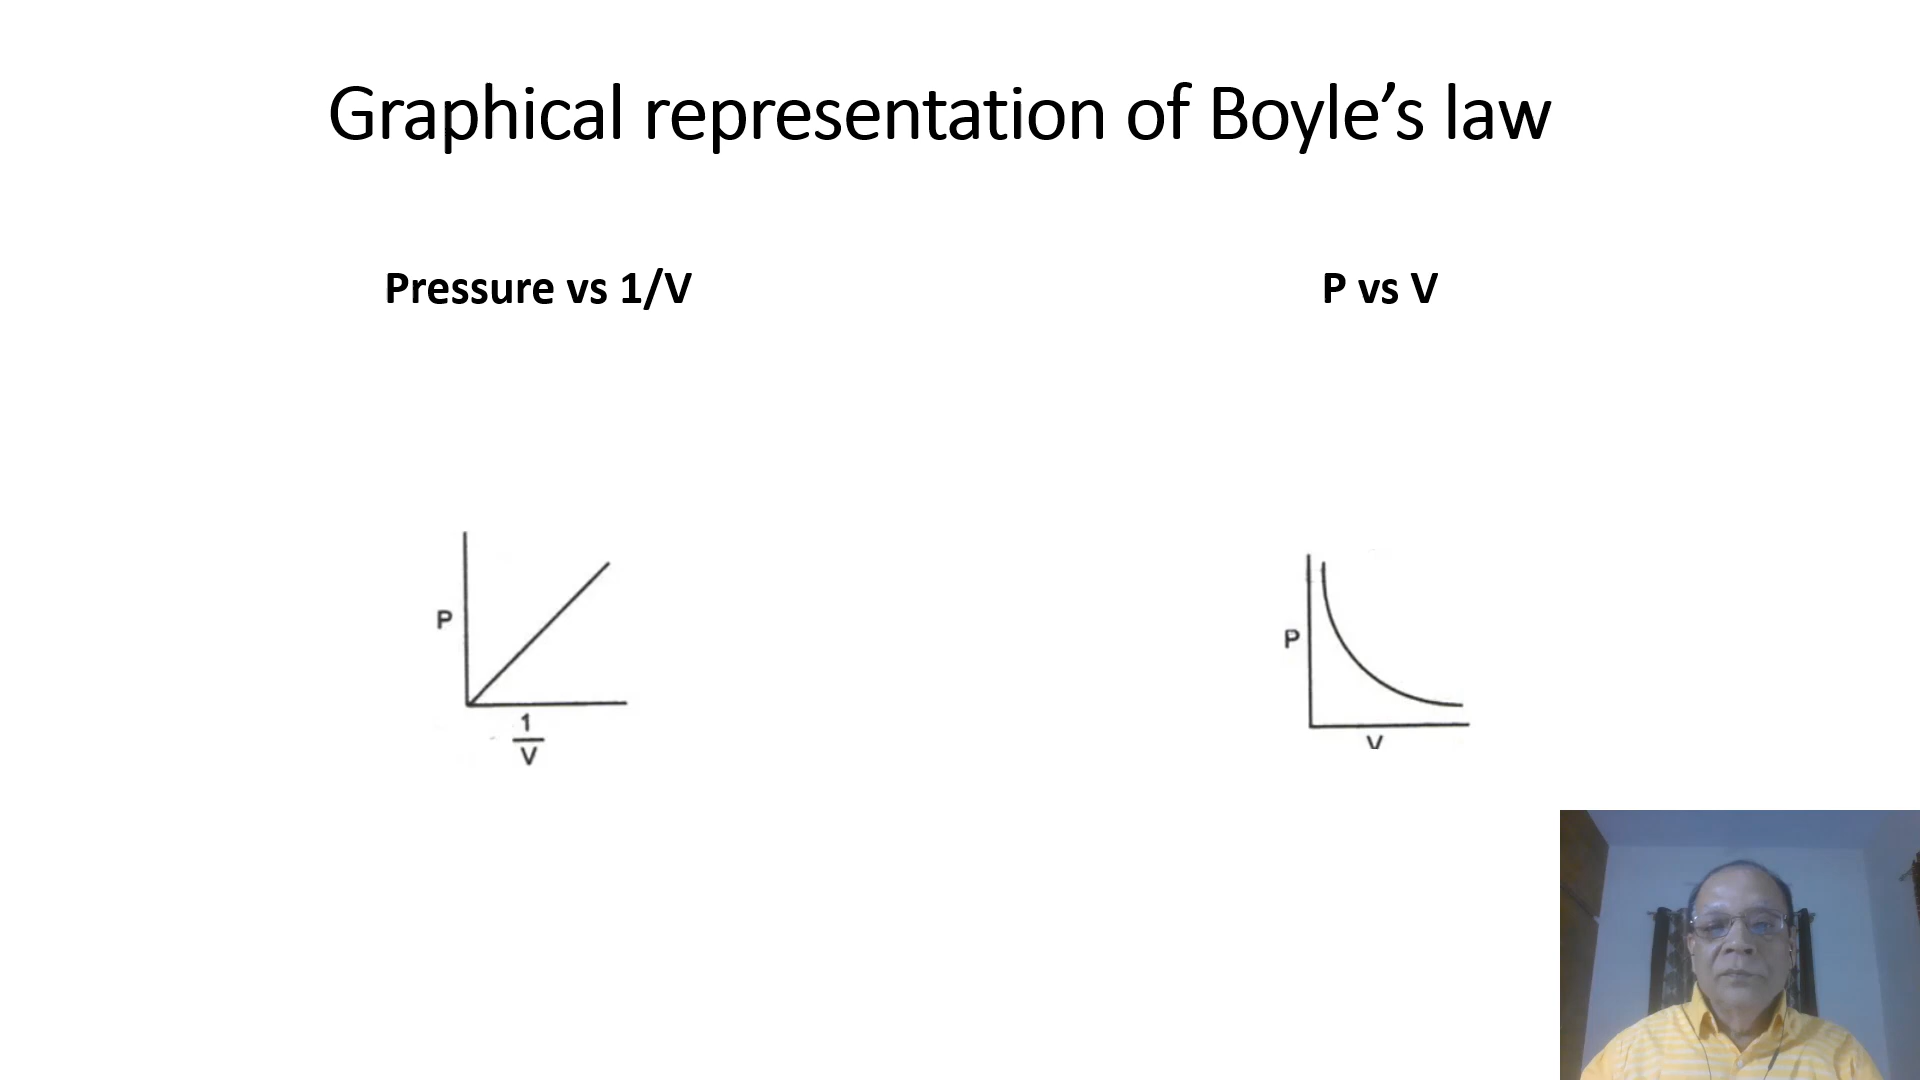 Graphical representation of Boyle’s law
Pressure vs 1/V
P vs V
P
1
V
P
V